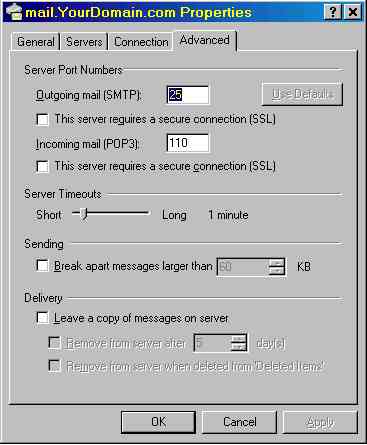 mail.YourDomain.com Properties
General Servers Connection Advanced
Server Port Numbers
Outgoing mail (SMTP): 25 Use Defaults
This server requires a secure connection (SSL)
Incoming mail (POP3): 110
This server requires a secure connection (SSL)
Server Timeouts
Short Long 1 minute
Sending
Break apart messages larger than 60 KB
Delivery
Leave a copy of messages on server
Remove from server after 5 day(s)
Remove from server when deleted from 'Deleted Items'
OK Cancel Apply